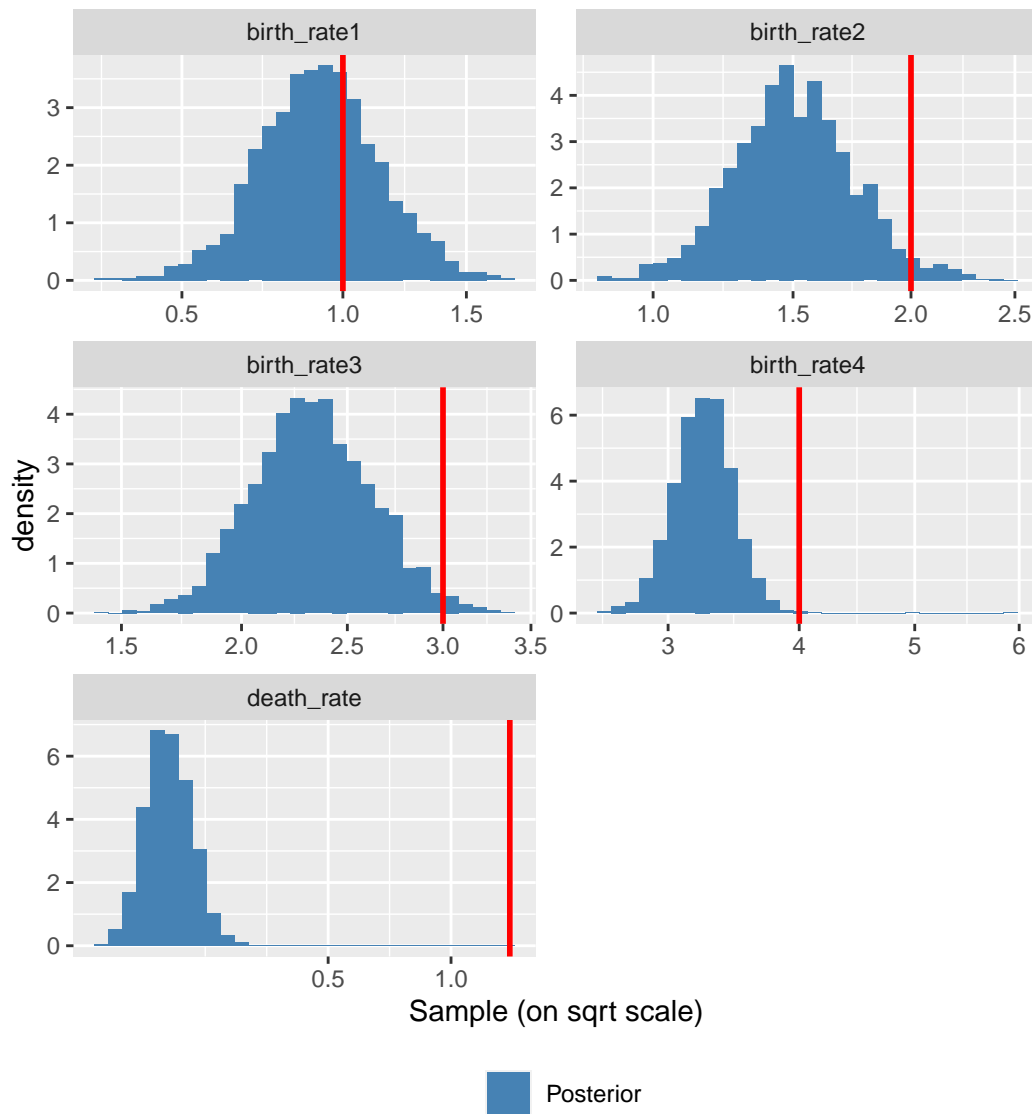 birth_rate1
birth_rate2
3
2
1
0
0.5 1.0 1.5
4
3
2
1
0
1.0 1.5 2.0 2.5
birth_rate3
birth_rate4
4
3
2
1
0
1.5 2.0 2.5 3.0 3.5
6
4
2
0
3 4 5 6
density
death_rate
6
4
2
0
0.5 1.0
Sample (on sqrt scale)
Posterior